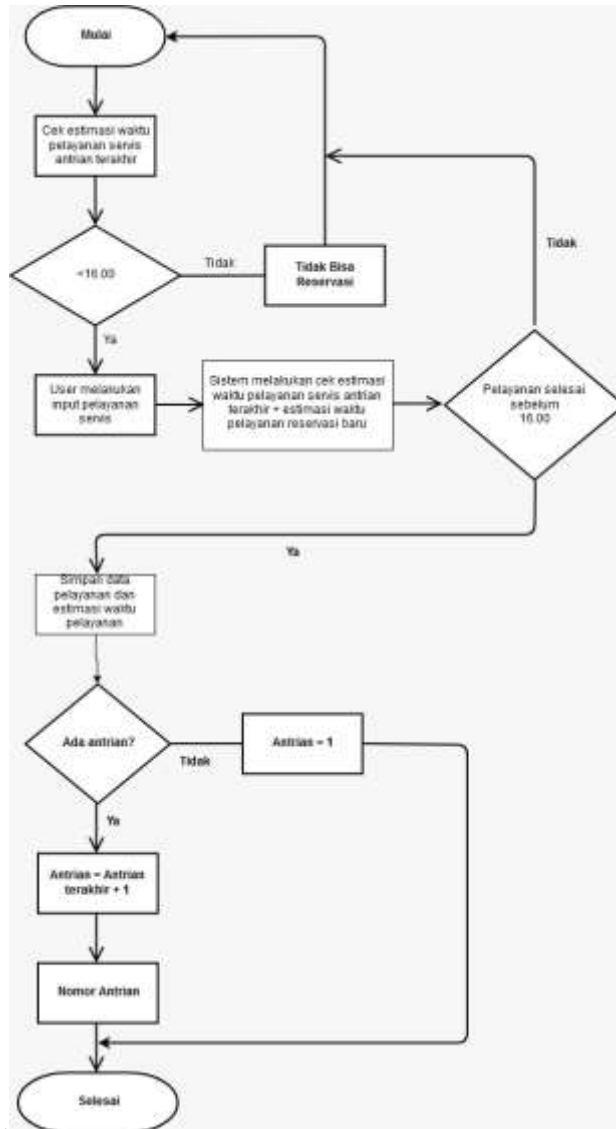 Mulai
Cek estimasi waktu
pelayanan servis
antrian terakhir
<16.00
Tidak
Tidak Bisa
Reservasi
Tidak
Ya
User melakukan
input pelayanan
servis
Sistem melakukan cek estimasi
waktu pelayanan servis antrian
terakhir + estimasi waktu
pelayanan reservasi baru
Pelayanan selesai
sebelum
16.00
Ya
Simpan data
pelayanan dan
estimasi waktu
pelayanan
Ada antrian?
Tidak
Antrian = 1
Ya
Antrian = Antrian
terakhir + 1
Nomor Antrian
Selesai